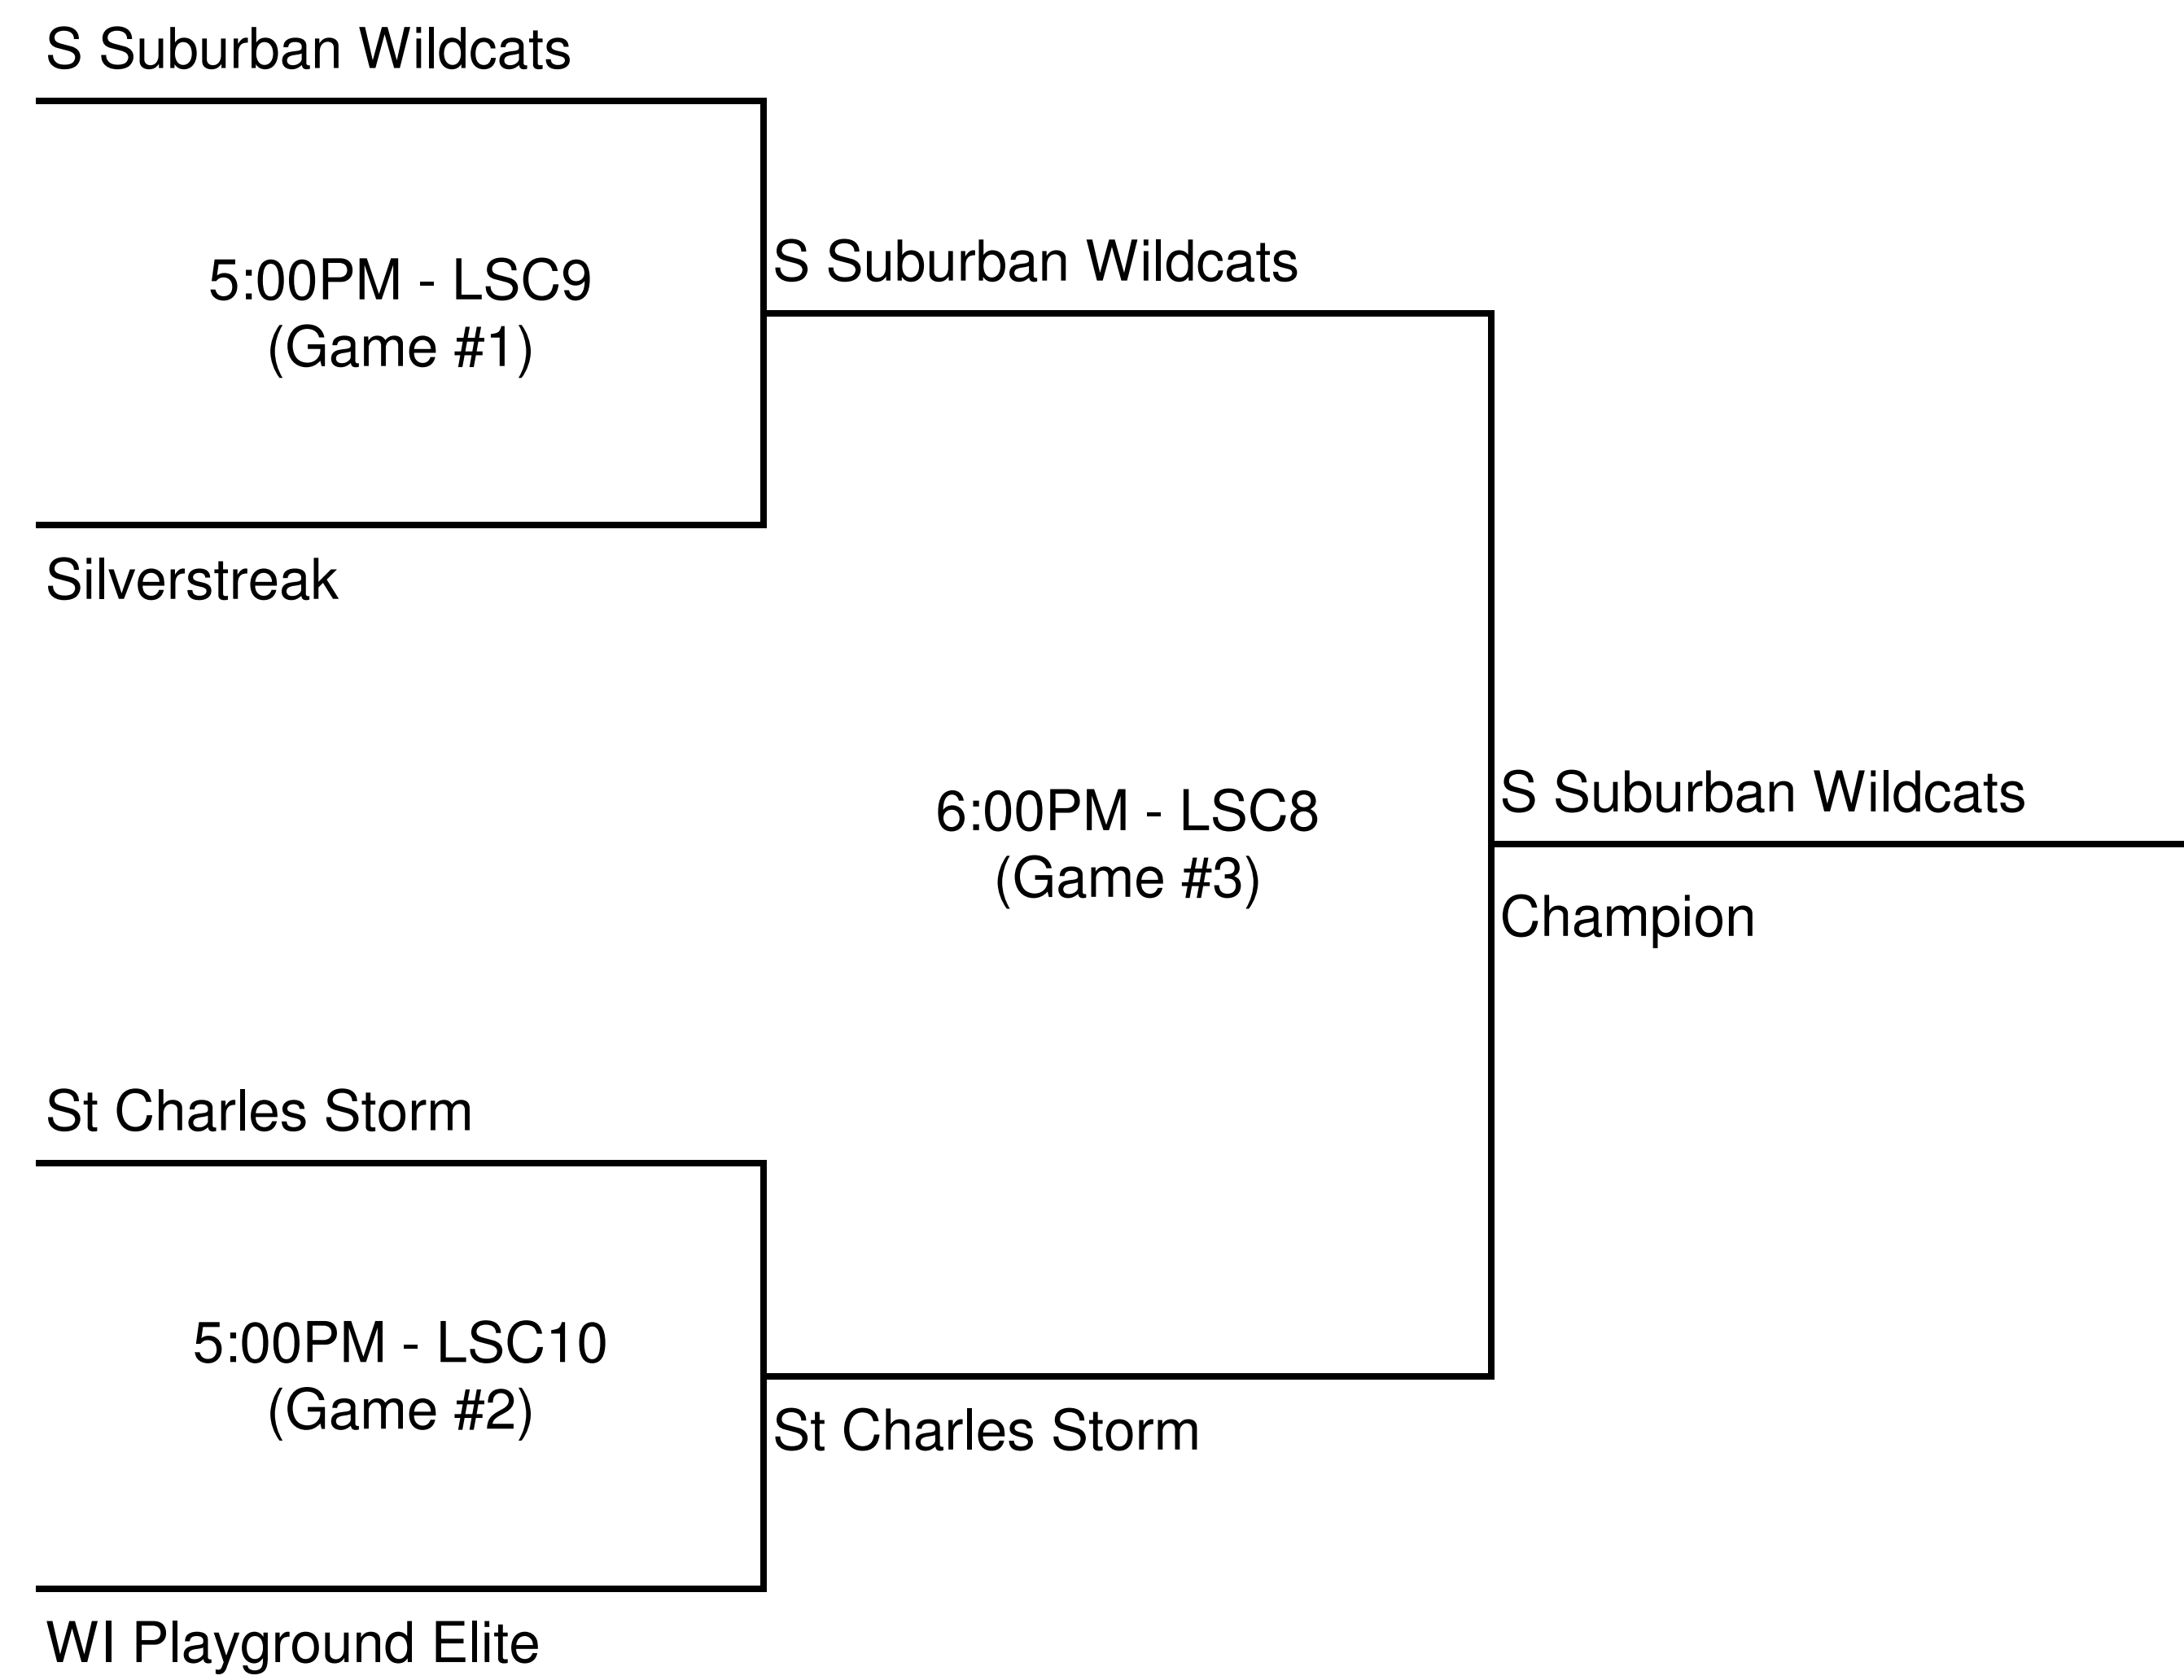 S Suburban Wildcats
5:00PM - LSC9
(Game #1)
S Suburban Wildcats
Silverstreak
6:00PM - LSC8
(Game #3)
S Suburban Wildcats
Champion
St Charles Storm
5:00PM - LSC10
(Game #2)
St Charles Storm
WI Playground Elite